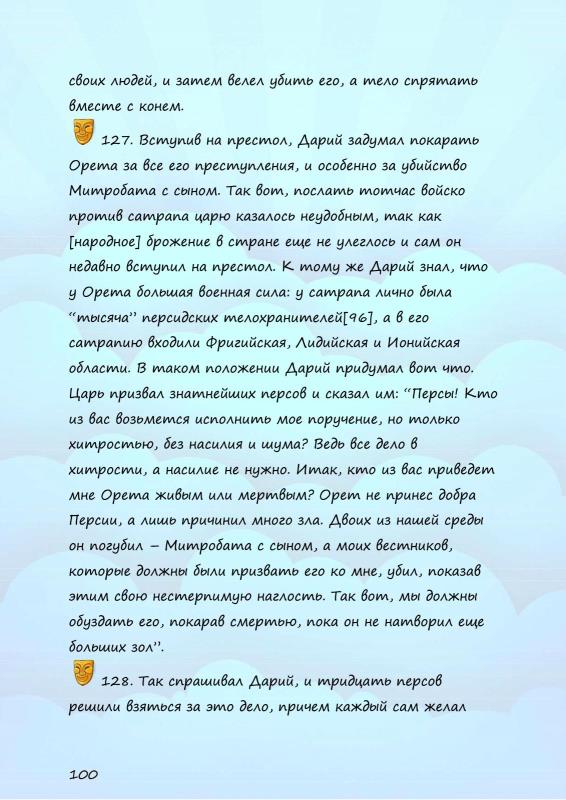 своих людей, и затем велел убить его, а тело спрятать
вместе с конем.
127. Вступив на престол, Дарий задумал покарать
Орета за все его преступления, и особенно за убийство
Митробата с сыном. Так вот, послать тотчас войско
против сатрапа царю казалось неудобным, так как
[народное] брожение в стране еще не улеглось и сам он
недавно вступил на престол. К тому же Дарий знал, что
у Орета большая военная сила: у сатрапа лично была
“тысяча” персидских телохранителей[96], а в его
сатрапию входили Фригийская, Лидийская и Ионийская
области. В таком положении Дарий придумал вот что.
Царь призвал знатнейших персов и сказал им: “Персы! Кто
из вас возьмется исполнить мое поручение, но только
хитростью, без насилия и шума? Ведь все дело в
хитрости, а насилие не нужно. Итак, кто из вас приведет
мне Орета живым или мертвым? Орет не принес добра
Персии, а лишь причинил много зла. Двоих из нашей среды
он погубил – Митробата с сыном, а моих вестников,
которые должны были призвать его ко мне, убил, показав
этим свою нестерпимую наглость. Так вот, мы должны
обуздать его, покарав смертью, пока он не натворил еще
больших зол”.
128. Так спрашивал Дарий, и тридцать персов
решили взяться за это дело, причем каждый сам желал
100